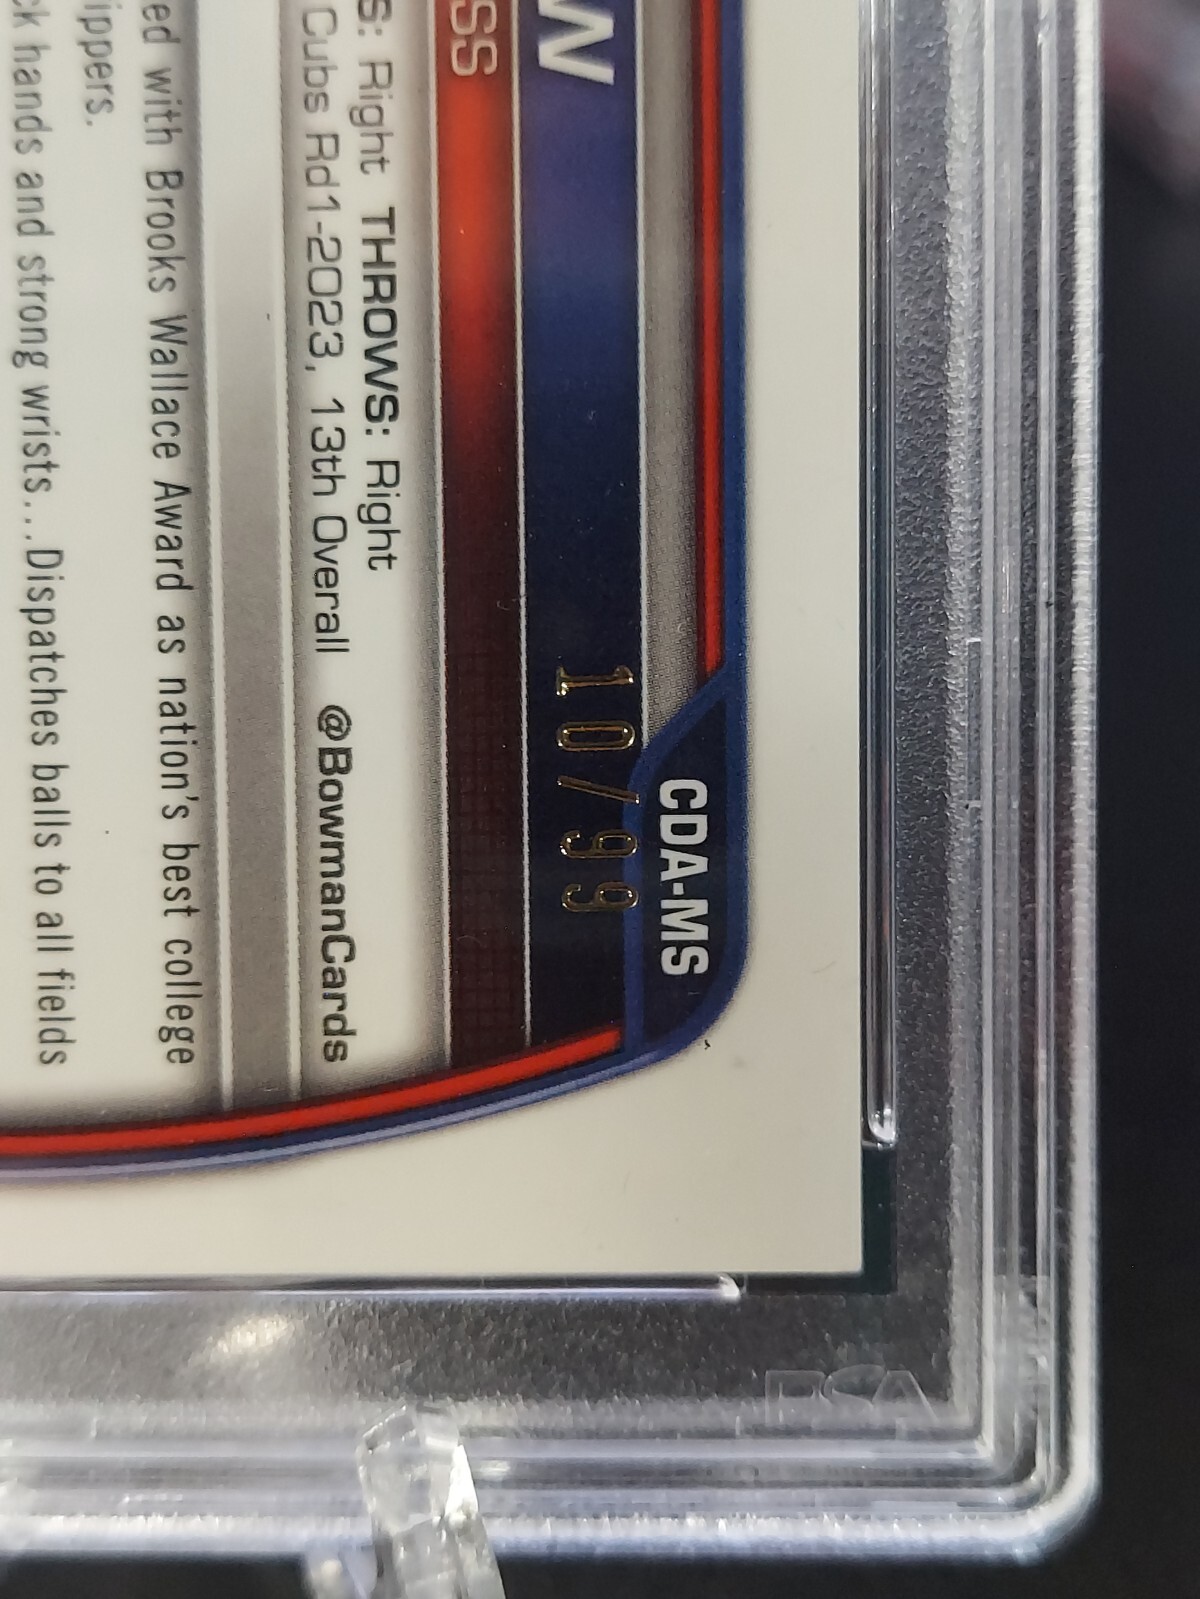 CDA-MS
10/99
W
SS
S: Right THROWS: Right
Cubs Rd1-2023, 13th Overall @BowmanCards
ed with Brooks Wallace Award as nation's best college
ippers.
ck hands and strong wrists...Dispatches balls to all fields
PSA